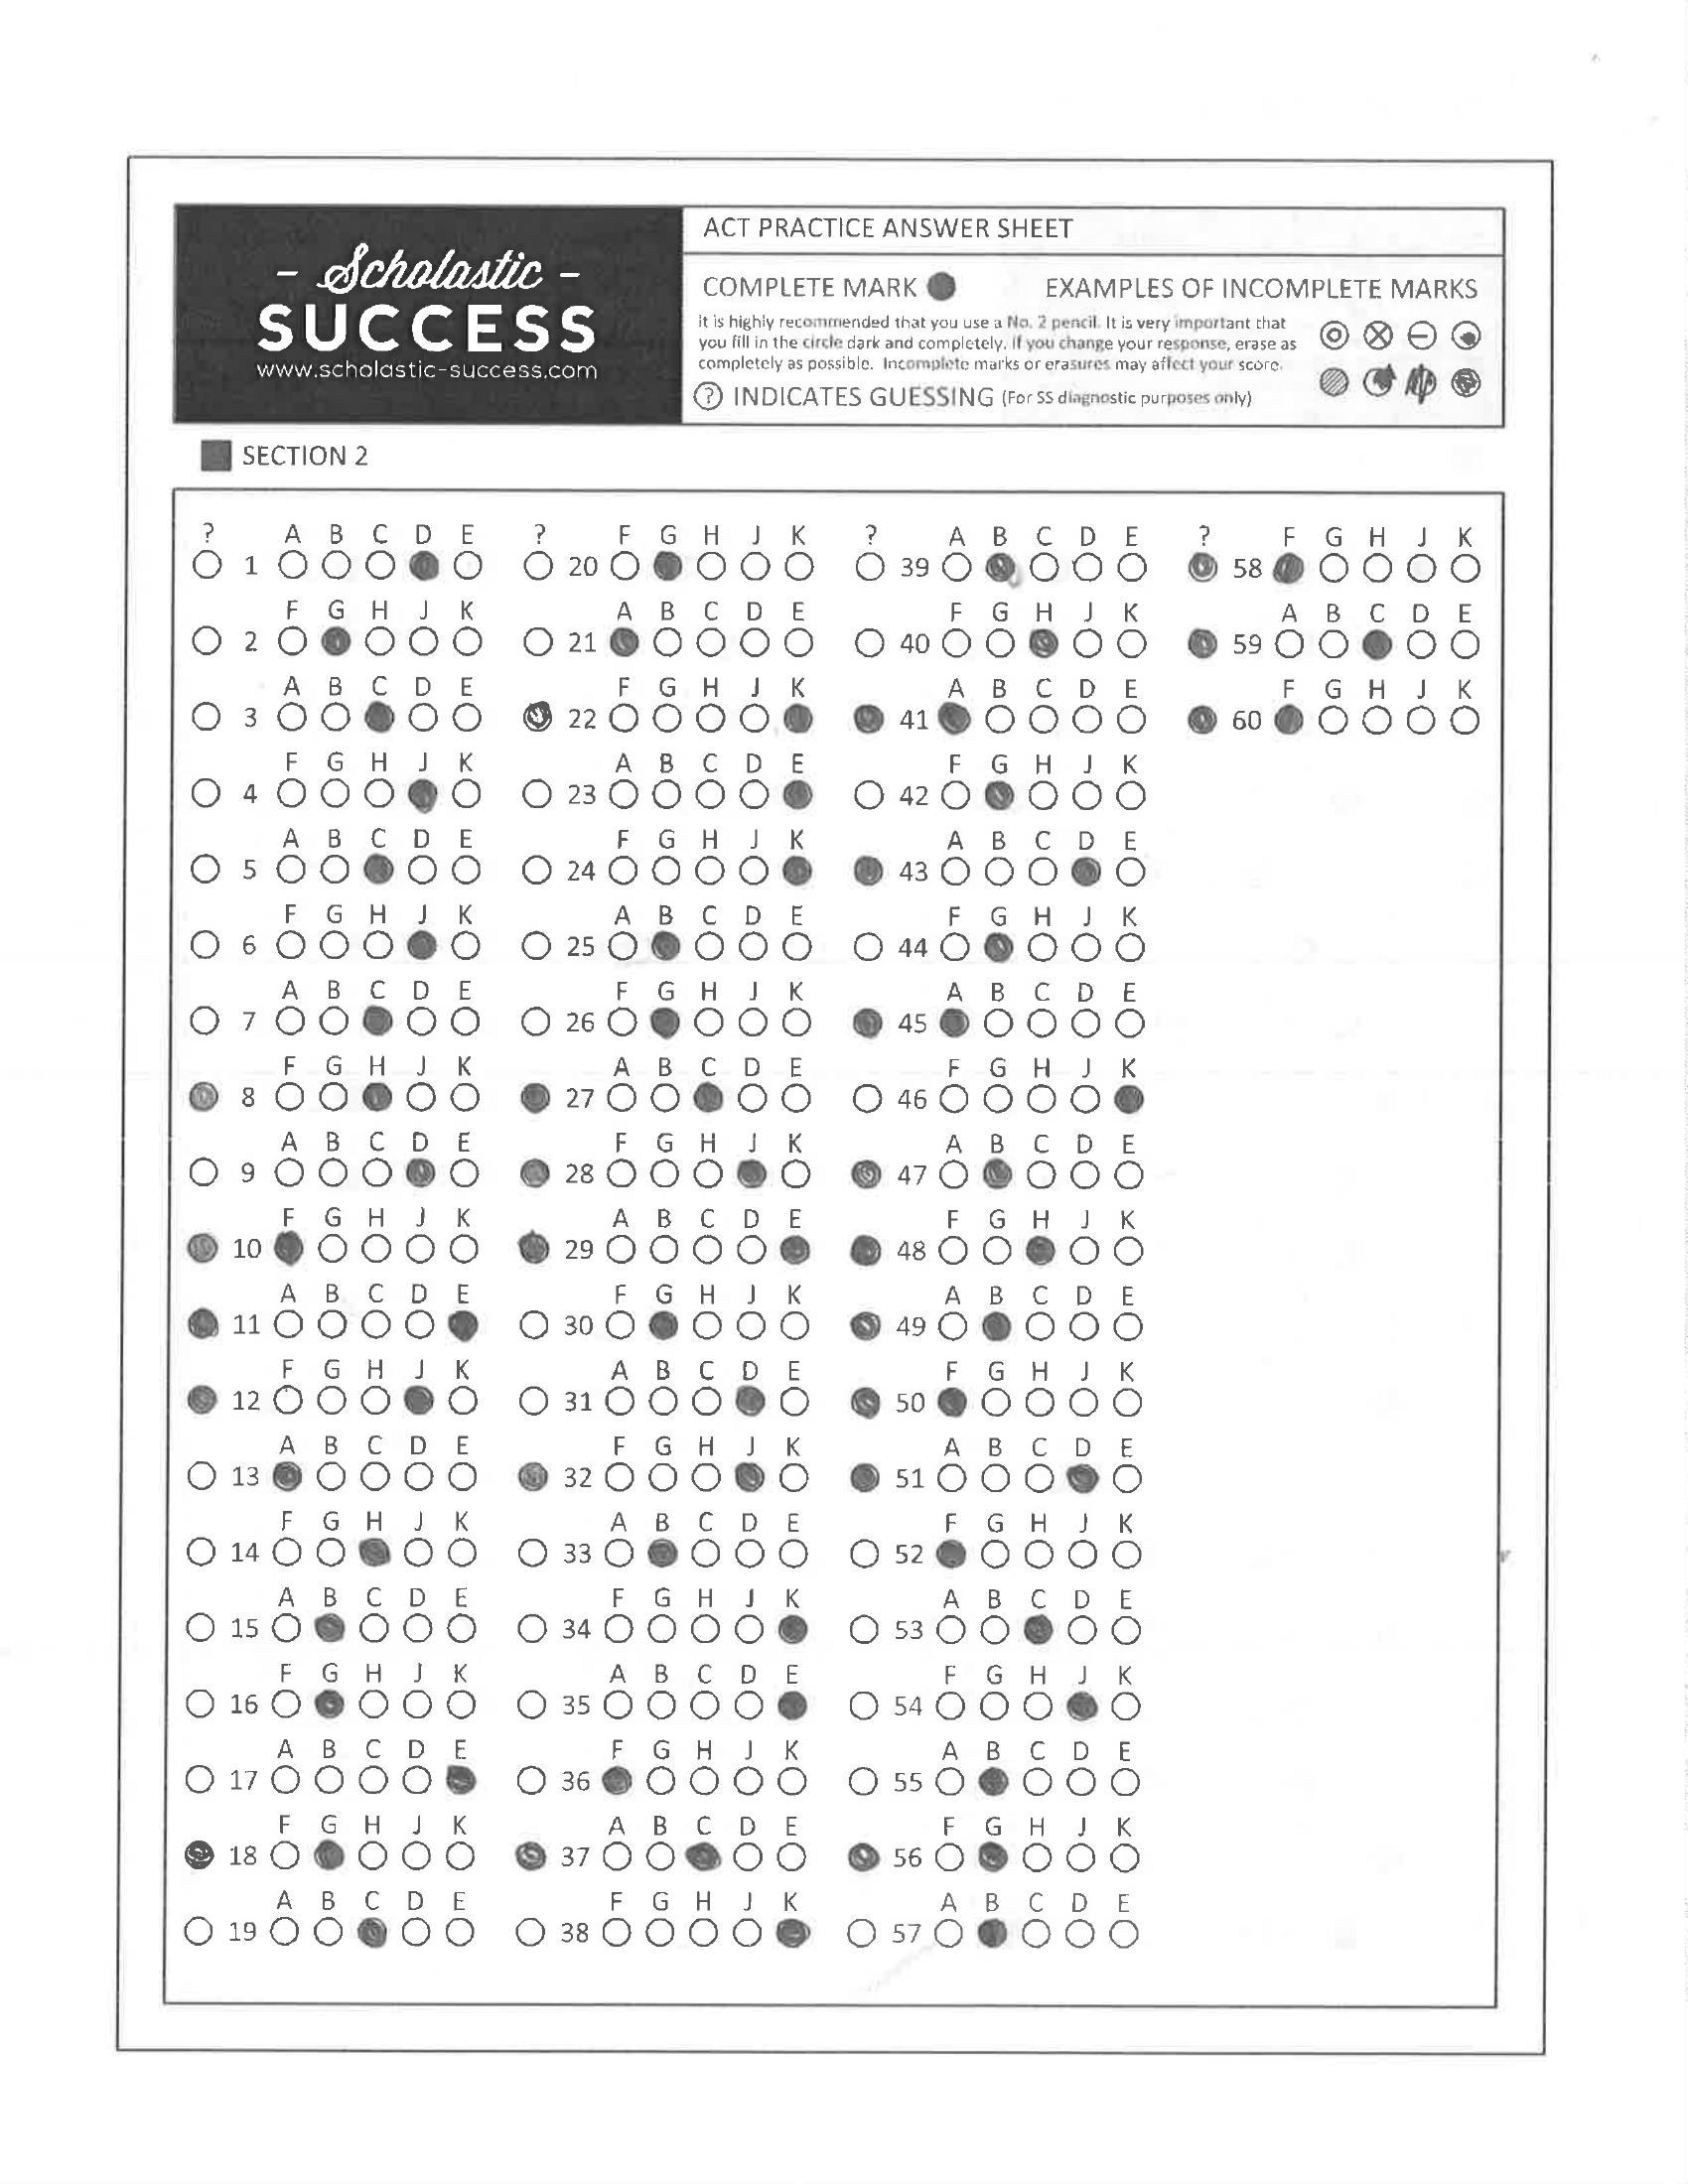 - Scholastic -
SUCCESS
www.scholastic-success.com
ACT PRACTICE ANSWER SHEET
COMPLETE MARK EXAMPLES OF INCOMPLETE MARKS
It is highly recommended that you use a No. 2 pencil. It is very important that
you fill in the circle dark and completely. If you change your response, erase as
completely as possible. Incomplete marks or erasures may affect your score.
? INDICATES GUESSING (For SS diagnostic purposes only)
SECTION 2
? A B C D E ? F G H J K ? A B C D E ? F G H J K
1 20 39 58
F G H J K A B C D E F G H J K A B C D E
2 21 40 59
A B C D E F G H J K A B C D E F G H J K
3 22 41 60
F G H J K A B C D E F G H J K
4 23 42
A B C D E F G H J K A B C D E
5 24 43
F G H J K A B C D E F G H J K
6 25 44
A B C D E F G H J K A B C D E
7 26 45
F G H J K A B C D E F G H J K
8 27 46
A B C D E F G H J K A B C D E
9 28 47
F G H J K A B C D E F G H J K
10 29 48
A B C D E F G H J K A B C D E
11 30 49
F G H J K A B C D E F G H J K
12 31 50
A B C D E F G H J K A B C D E
13 32 51
F G H J K A B C D E F G H J K
14 33 52
A B C D E F G H J K A B C D E
15 34 53
F G H J K A B C D E F G H J K
16 35 54
A B C D E F G H J K A B C D E
17 36 55
F G H J K A B C D E F G H J K
18 37 56
A B C D E F G H J K A B C D E
19 38 57